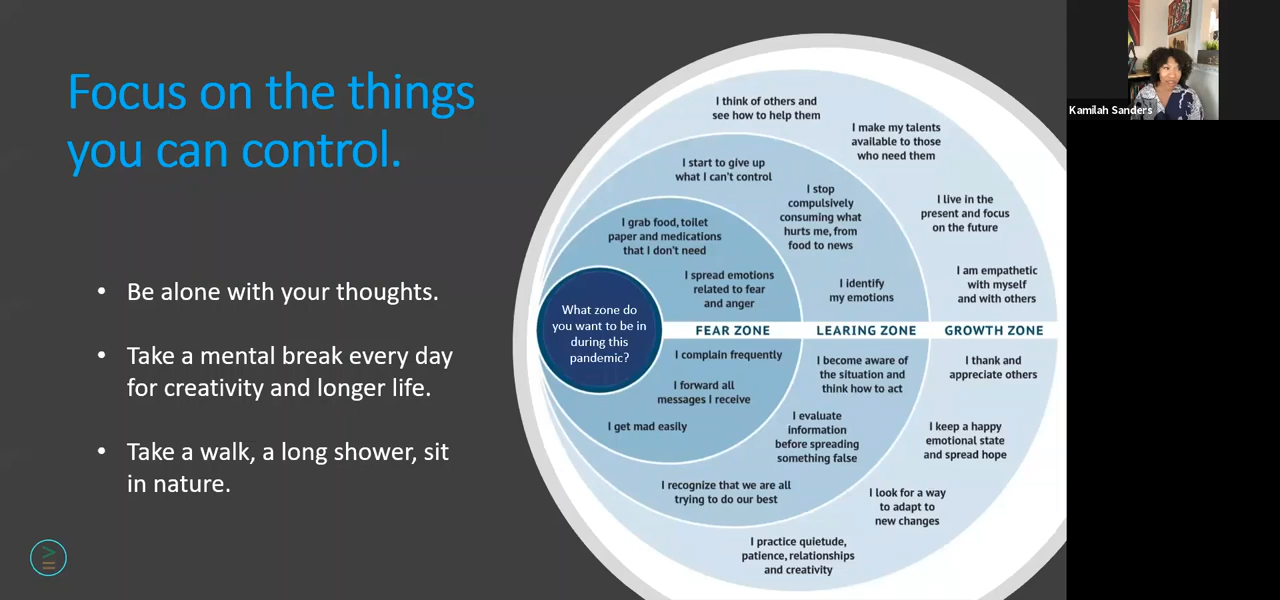 Focus on the things
you can control.
• Be alone with your thoughts.
• Take a mental break every day
for creativity and longer life.
• Take a walk, a long shower, sit
in nature.
What zone do
you want to be in
during this
pandemic?
FEAR ZONE
I grab food, toilet
paper and medications
that I don't need
I spread emotions
related to fear
and anger
I complain frequently
I forward all
messages I receive
I get mad easily
LEARING ZONE
I start to give up
what I can't control
I stop
compulsively
consuming what
hurts me, from
food to news
I identify
my emotions
I become aware of
the situation and
think how to act
I evaluate
information
before spreading
something false
I recognize that we are all
trying to do our best
GROWTH ZONE
I think of others and
see how to help them
I make my talents
available to those
who need them
I live in the
present and focus
on the future
I am empathetic
with myself
and with others
I thank and
appreciate others
I keep a happy
emotional state
and spread hope
I look for a way
to adapt to
new changes
I practice quietude,
patience, relationships
and creativity
Kamilah Sanders